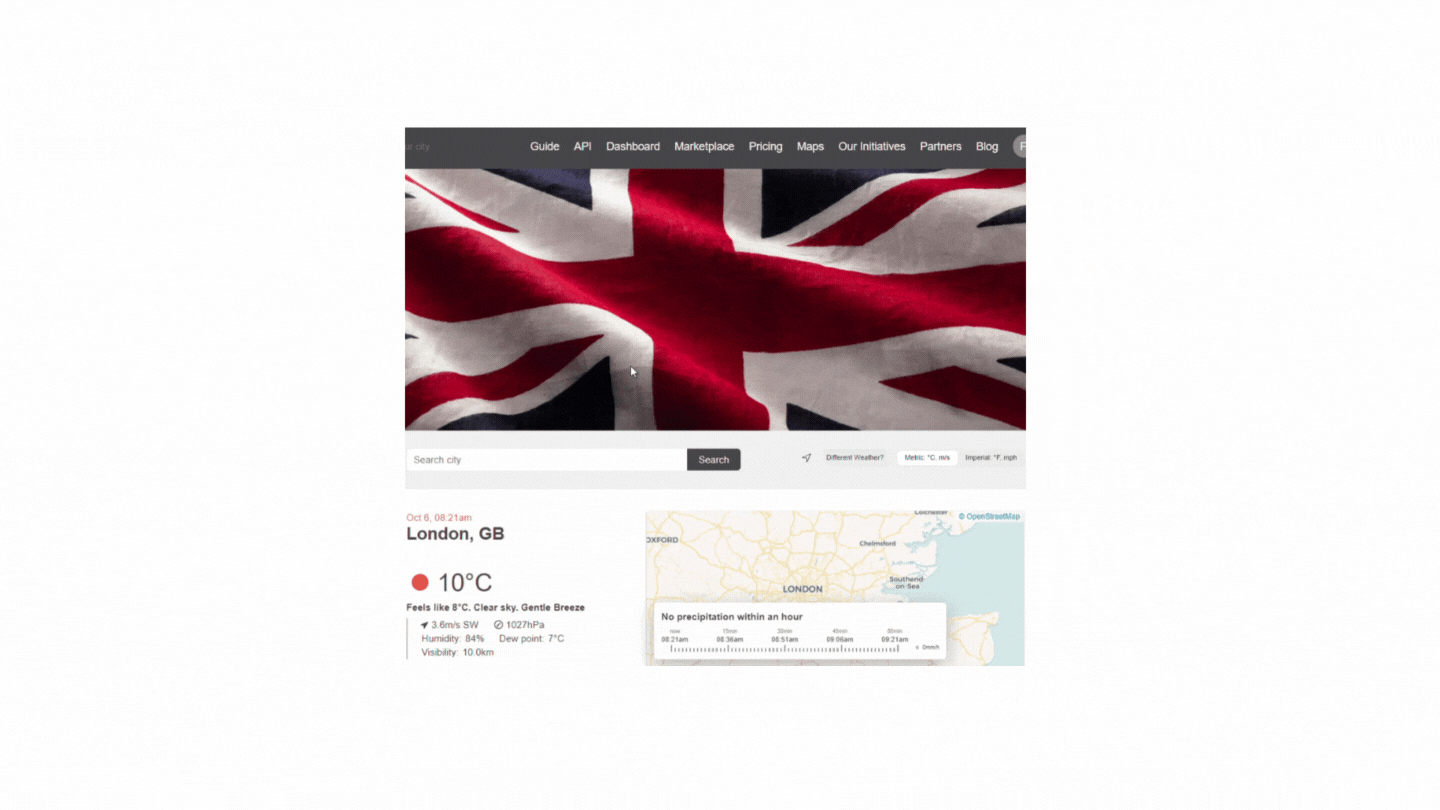 ur city
Guide API Dashboard Marketplace Pricing Maps Our Initiatives Partners Blog F
Search city Search Different Weather? Metric: °C, m/s Imperial: °F, mph
Oct 6, 08:21am
London, GB
10°C
Feels like 8°C. Clear sky. Gentle Breeze
3.6m/s SW 1027hPa
Humidity: 84% Dew point: 7°C
Visibility: 10.0km
Colchester © OpenStreetMap
OXFORD Chelmsford
Southend-
on-Sea
LONDON
No precipitation within an hour
now 15min 30min 45min 60min
08:21am 08:36am 08:51am 09:06am 09:21am
0mm/h